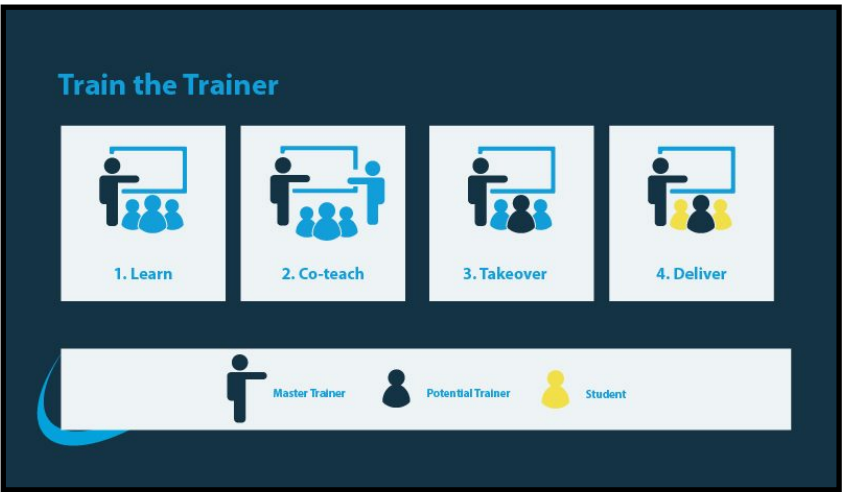 Train the Trainer
1. Learn
2. Co-teach
3. Takeover
4. Deliver
Master Trainer
Potential Trainer
Student